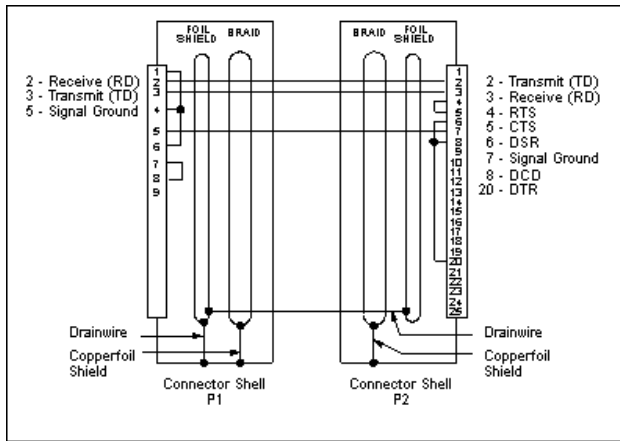 FOIL
SHIELD
BRAID
BRAID
FOIL
SHIELD
2 - Receive (RD)
3 - Transmit (TD)
5 - Signal Ground
1
2
3
4
5
6
7
8
9
1
2
3
4
5
6
7
8
9
10
11
12
13
14
15
16
17
18
19
20
21
22
23
24
25
2 - Transmit (TD)
3 - Receive (RD)
4 - RTS
5 - CTS
6 - DSR
7 - Signal Ground
8 - DCD
20 - DTR
Drainwire
Copperfoil
Shield
Connector Shell
P1
Connector Shell
P2
Drainwire
Copperfoil
Shield